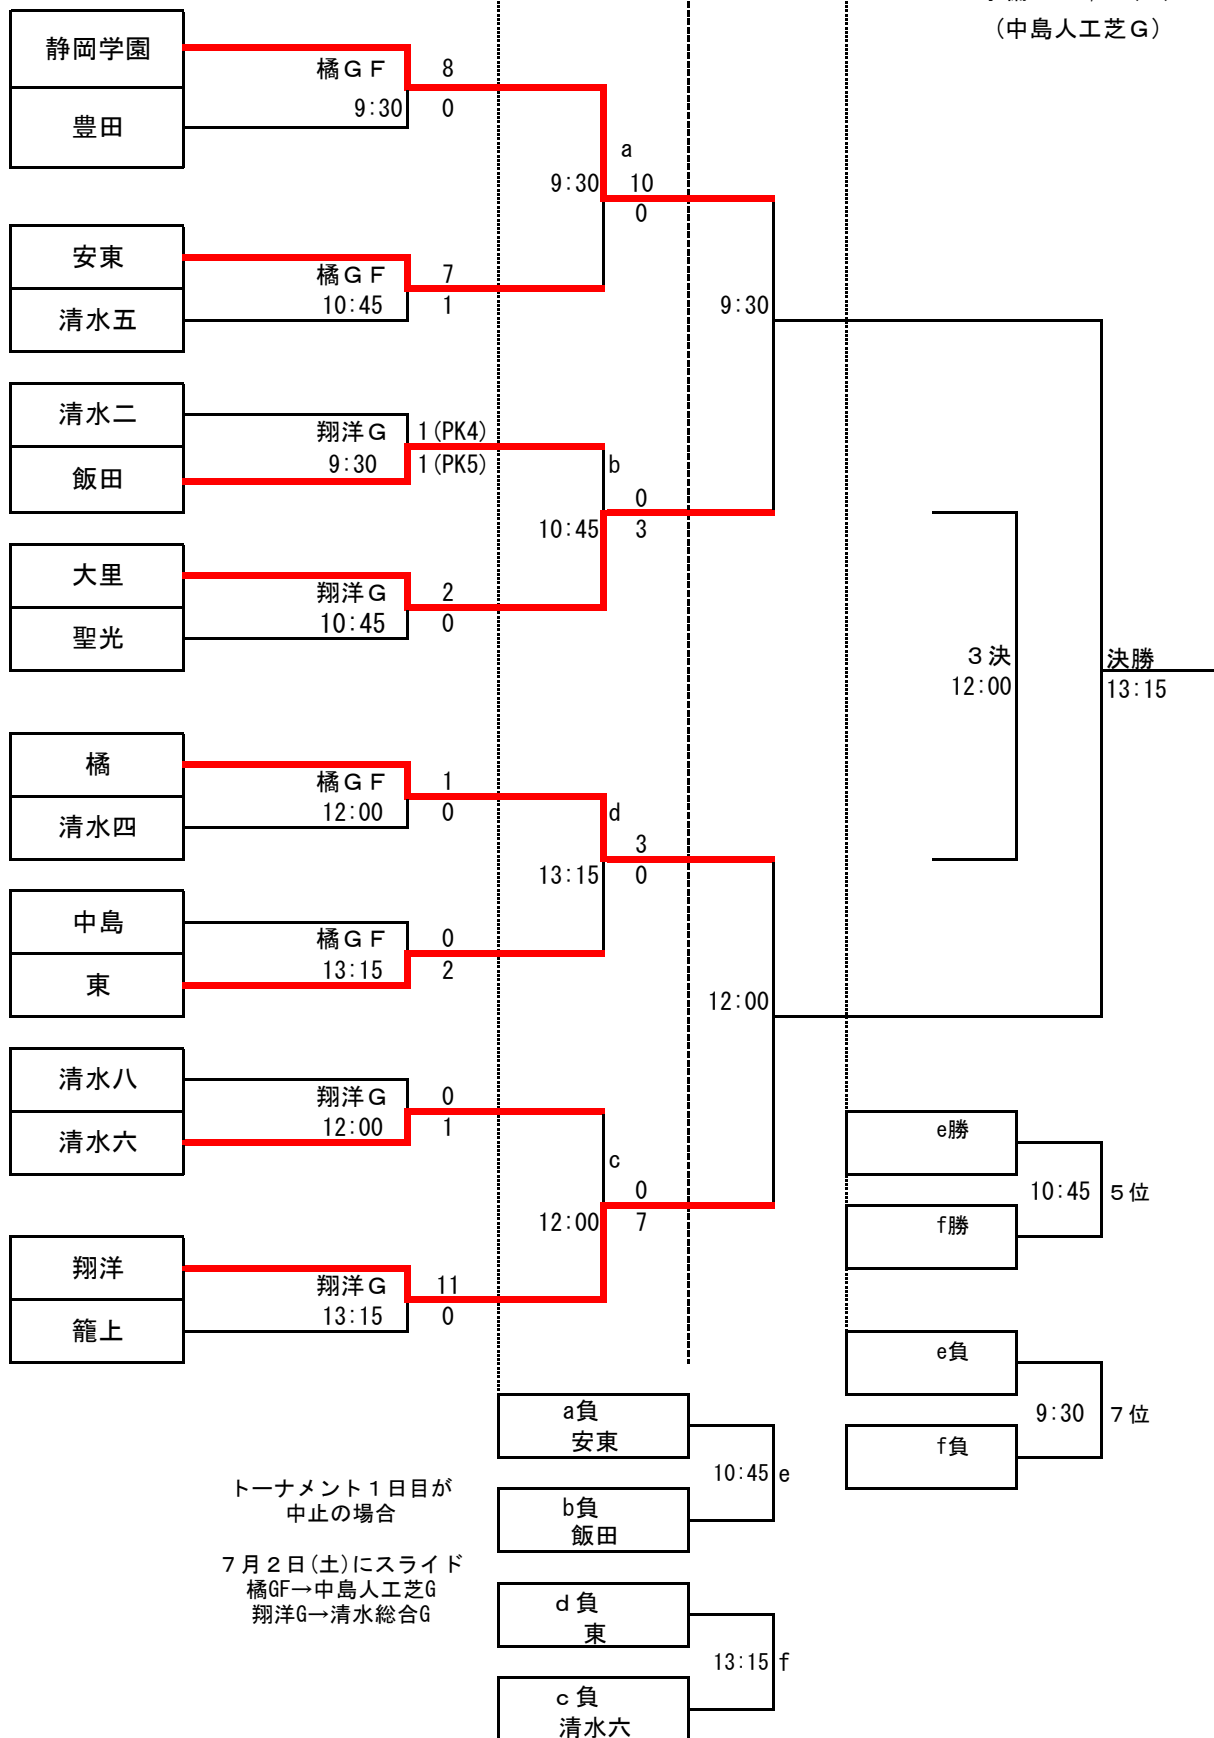 (中島人工芝Ｇ)
静岡学園
橘ＧＦ
8
9:30
0
豊田
a
9:30
10
0
安東
橘ＧＦ
7
10:45
1
清水五
9:30
清水二
翔洋Ｇ
1(PK4)
9:30
1(PK5)
飯田
b
0
10:45
3
大里
翔洋Ｇ
2
10:45
0
聖光
３決
12:00
決勝
13:15
橘
橘ＧＦ
1
12:00
0
清水四
d
3
13:15
0
中島
橘ＧＦ
0
13:15
2
東
12:00
清水八
翔洋Ｇ
0
12:00
1
清水六
c
0
12:00
7
翔洋
翔洋Ｇ
11
13:15
0
籠上
e勝
10:45
５位
f勝
e負
9:30
７位
f負
a負
安東
10:45
e
b負
飯田
トーナメント１日目が
中止の場合
７月２日(土)にスライド
橘GF→中島人工芝G
翔洋G→清水総合G
ｄ負
東
13:15
f
ｃ負
清水六